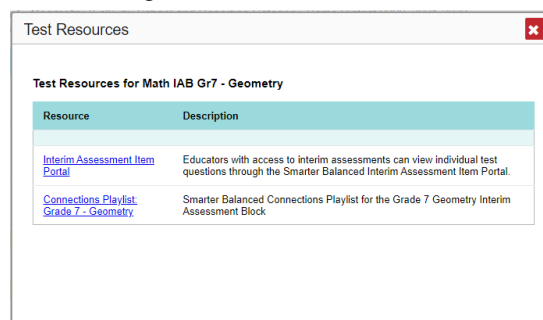 Test Resources
Test Resources for Math IAB Gr7 - Geometry
Resource Description
Interim Assessment Item Portal
Educators with access to interim assessments can view individual test
questions through the Smarter Balanced Interim Assessment Item Portal.
Connections Playlist:
Grade 7 - Geometry
Smarter Balanced Connections Playlist for the Grade 7 Geometry Interim
Assessment Block